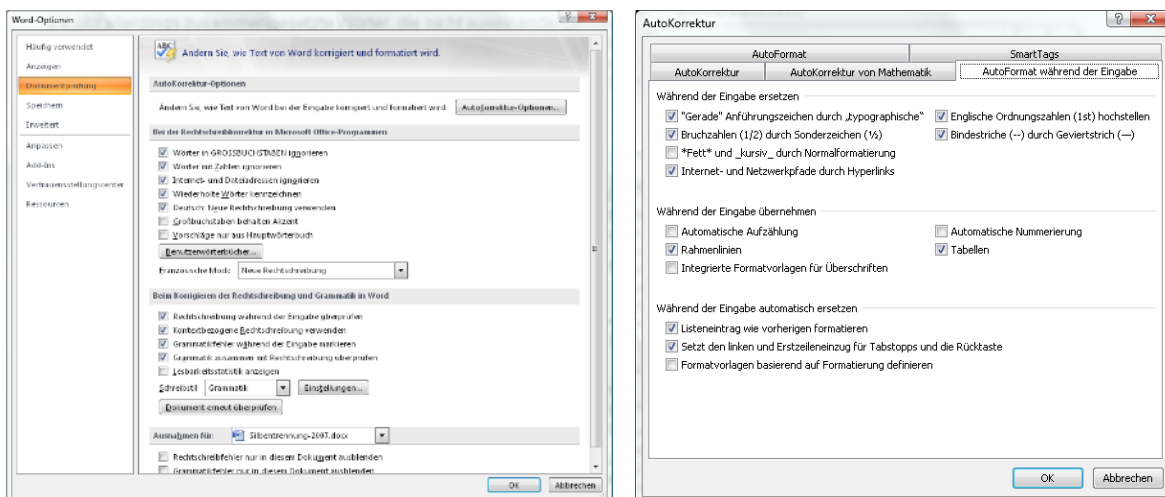 Word-Optionen
Häufig verwendet
Anzeigen
Dokumentprüfung
Speichern
Erweitert
Anpassen
Add-Ins
Vertrauensstellungscenter
Ressourcen
Ändern Sie, wie Text von Word korrigiert und formatiert wird.
AutoKorrektur-Optionen
Ändern Sie, wie Text von Word bei der Eingabe korrigiert und formatiert wird: AutoKorrektur-Optionen...
Bei der Rechtschreibkorrektur in Microsoft Office-Programmen
Wörter in GROSSBUCHSTABEN ignorieren
Wörter mit Zahlen ignorieren
Internet- und Dateiadressen ignorieren
Wiederholte Wörter kennzeichnen
Deutsch: Neue Rechtschreibung verwenden
Großbuchstaben behalten Akzent
Vorschläge nur aus Hauptwörterbuch
Benutzerwörterbücher...
Französische Modi: Neue Rechtschreibung
Beim Korrigieren der Rechtschreibung und Grammatik in Word
Rechtschreibung während der Eingabe überprüfen
Kontextbezogene Rechtschreibung verwenden
Grammatikfehler während der Eingabe markieren
Grammatik zusammen mit Rechtschreibung überprüfen
Lesbarkeitsstatistik anzeigen
Schreibstil Grammatik Einstellungen...
Dokument erneut überprüfen
Ausnahmen für: Silbentrennung-2007.docx
Rechtschreibfehler nur in diesem Dokument ausblenden
Grammatikfehler nur in diesem Dokument ausblenden
OK Abbrechen
AutoKorrektur
AutoFormat SmartTags
AutoKorrektur AutoKorrektur von Mathematik AutoFormat während der Eingabe
Während der Eingabe ersetzen
"Gerade" Anführungszeichen durch „typographische“ Englische Ordnungszahlen (1st) hochstellen
Bruchzahlen (1/2) durch Sonderzeichen (½) Bindestriche (--) durch Geviertstrich (—)
*Fett* und _kursiv_ durch Normalformatierung
Internet- und Netzwerkpfade durch Hyperlinks
Während der Eingabe übernehmen
Automatische Aufzählung Automatische Nummerierung
Rahmenlinien Tabellen
Integrierte Formatvorlagen für Überschriften
Während der Eingabe automatisch ersetzen
Listeneintrag wie vorherigen formatieren
Setzt den linken und Erstzeileneinzug für Tabstopps und die Rücktaste
Formatvorlagen basierend auf Formatierung definieren
OK Abbrechen